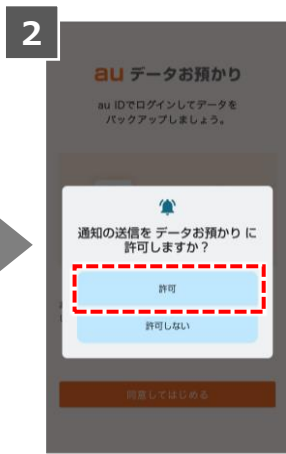 2
au データお預かり
au IDでログインしてデータを
バックアップしましょう。
通知の送信を データお預かり に
許可しますか？
許可
許可しない
同意してはじめる